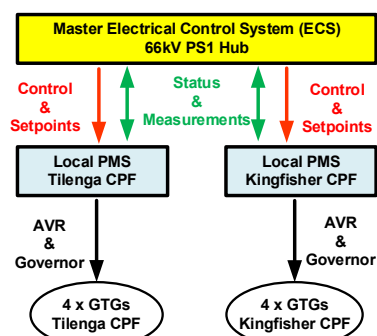 Master Electrical Control System (ECS)
66kV PS1 Hub
Control
&
Setpoints
Status
&
Measurements
Control
&
Setpoints
Local PMS
Tilenga CPF
Local PMS
Kingfisher CPF
AVR
&
Governor
AVR
&
Governor
4 x GTGs
Tilenga CPF
4 x GTGs
Kingfisher CPF